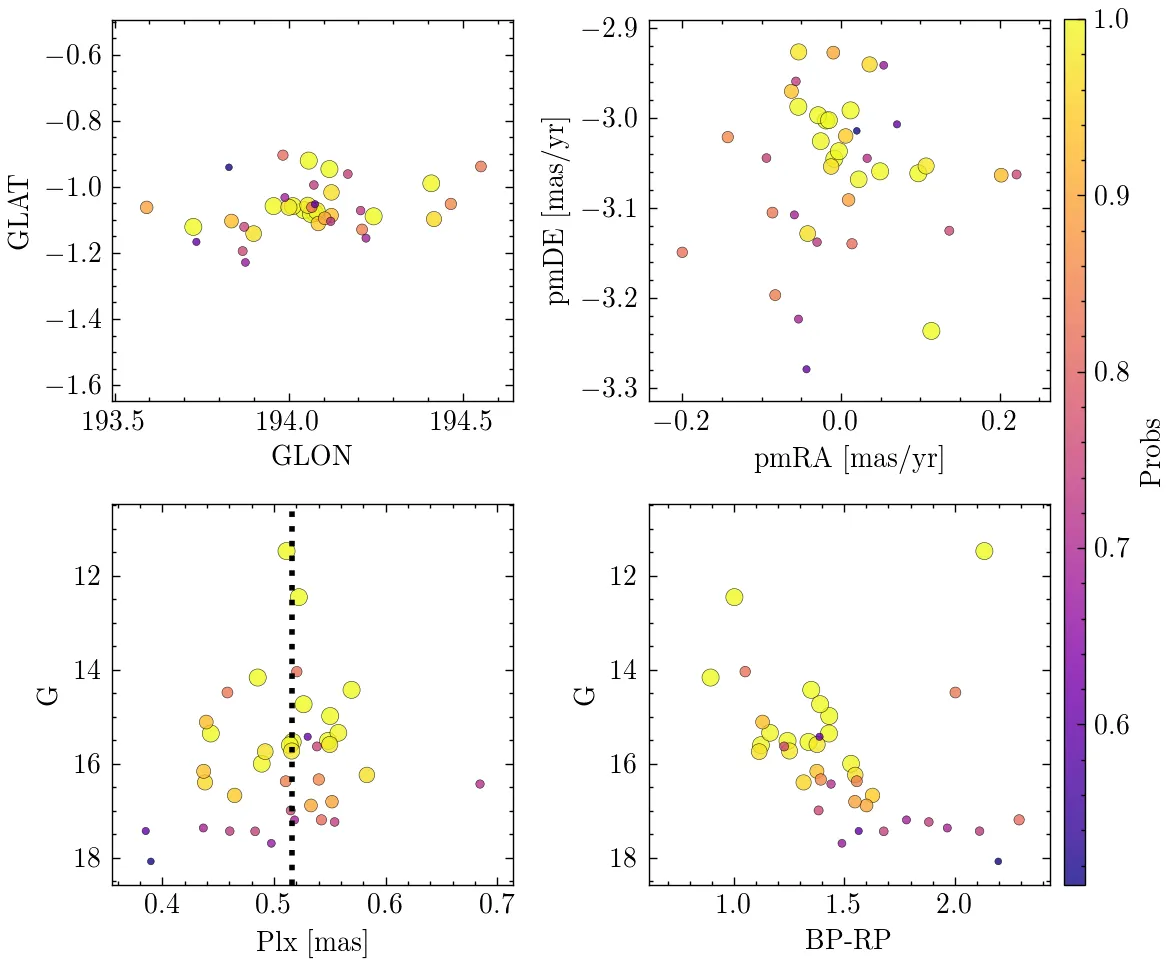 −0.6
−0.8
−1.0
−1.2
−1.4
−1.6
GLAT
193.5 194.0 194.5
GLON
−2.9
−3.0
−3.1
−3.2
−3.3
pmDE [mas/yr]
−0.2 0.0 0.2
pmRA [mas/yr]
12
14
16
18
G
0.4 0.5 0.6 0.7
Plx [mas]
12
14
16
18
G
1.0 1.5 2.0
BP-RP
1.0
0.9
0.8
0.7
0.6
Probs